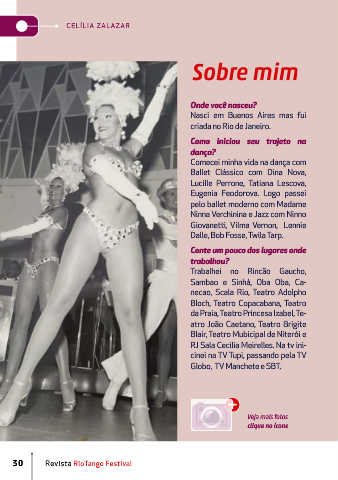 CELÍLIA ZALAZAR
Sobre mim
Onde você nasceu?
Nasci em Buenos Aires mas fui
criada no Rio de Janeiro.
Como iniciou seu trajeto na
dança?
Comecei minha vida na dança com
Ballet Clássico com Dina Nova,
Lucille Perrone, Tatiana Lescova,
Eugenia Feodorova. Logo passei
pelo ballet moderno com Madame
Ninna Verchinina e Jazz com Ninno
Giovanetti, Vilma Vernon, Lennie
Dalle, Bob Fosse, Twila Tarp.
Conte um pouco dos lugares onde
trabalhou?
Trabalhei no Rincão Gaucho,
Sambao e Sinhá, Oba Oba, Ca-
necao, Scala Rio, Teatro Adolpho
Bloch, Teatro Copacabana, Teatro
da Praia, Teatro Princesa Izabel, Te-
atro João Caetano, Teatro Brigite
Blair, Teatro Mubicipal de Niterói e
RJ Sala Cecilia Meirelles. Na tv ini-
cinei na TV Tupi, passando pela TV
Globo, TV Manchete e SBT.
Veja mais fotos
clique no ícone
30 Revista RioTango Festival